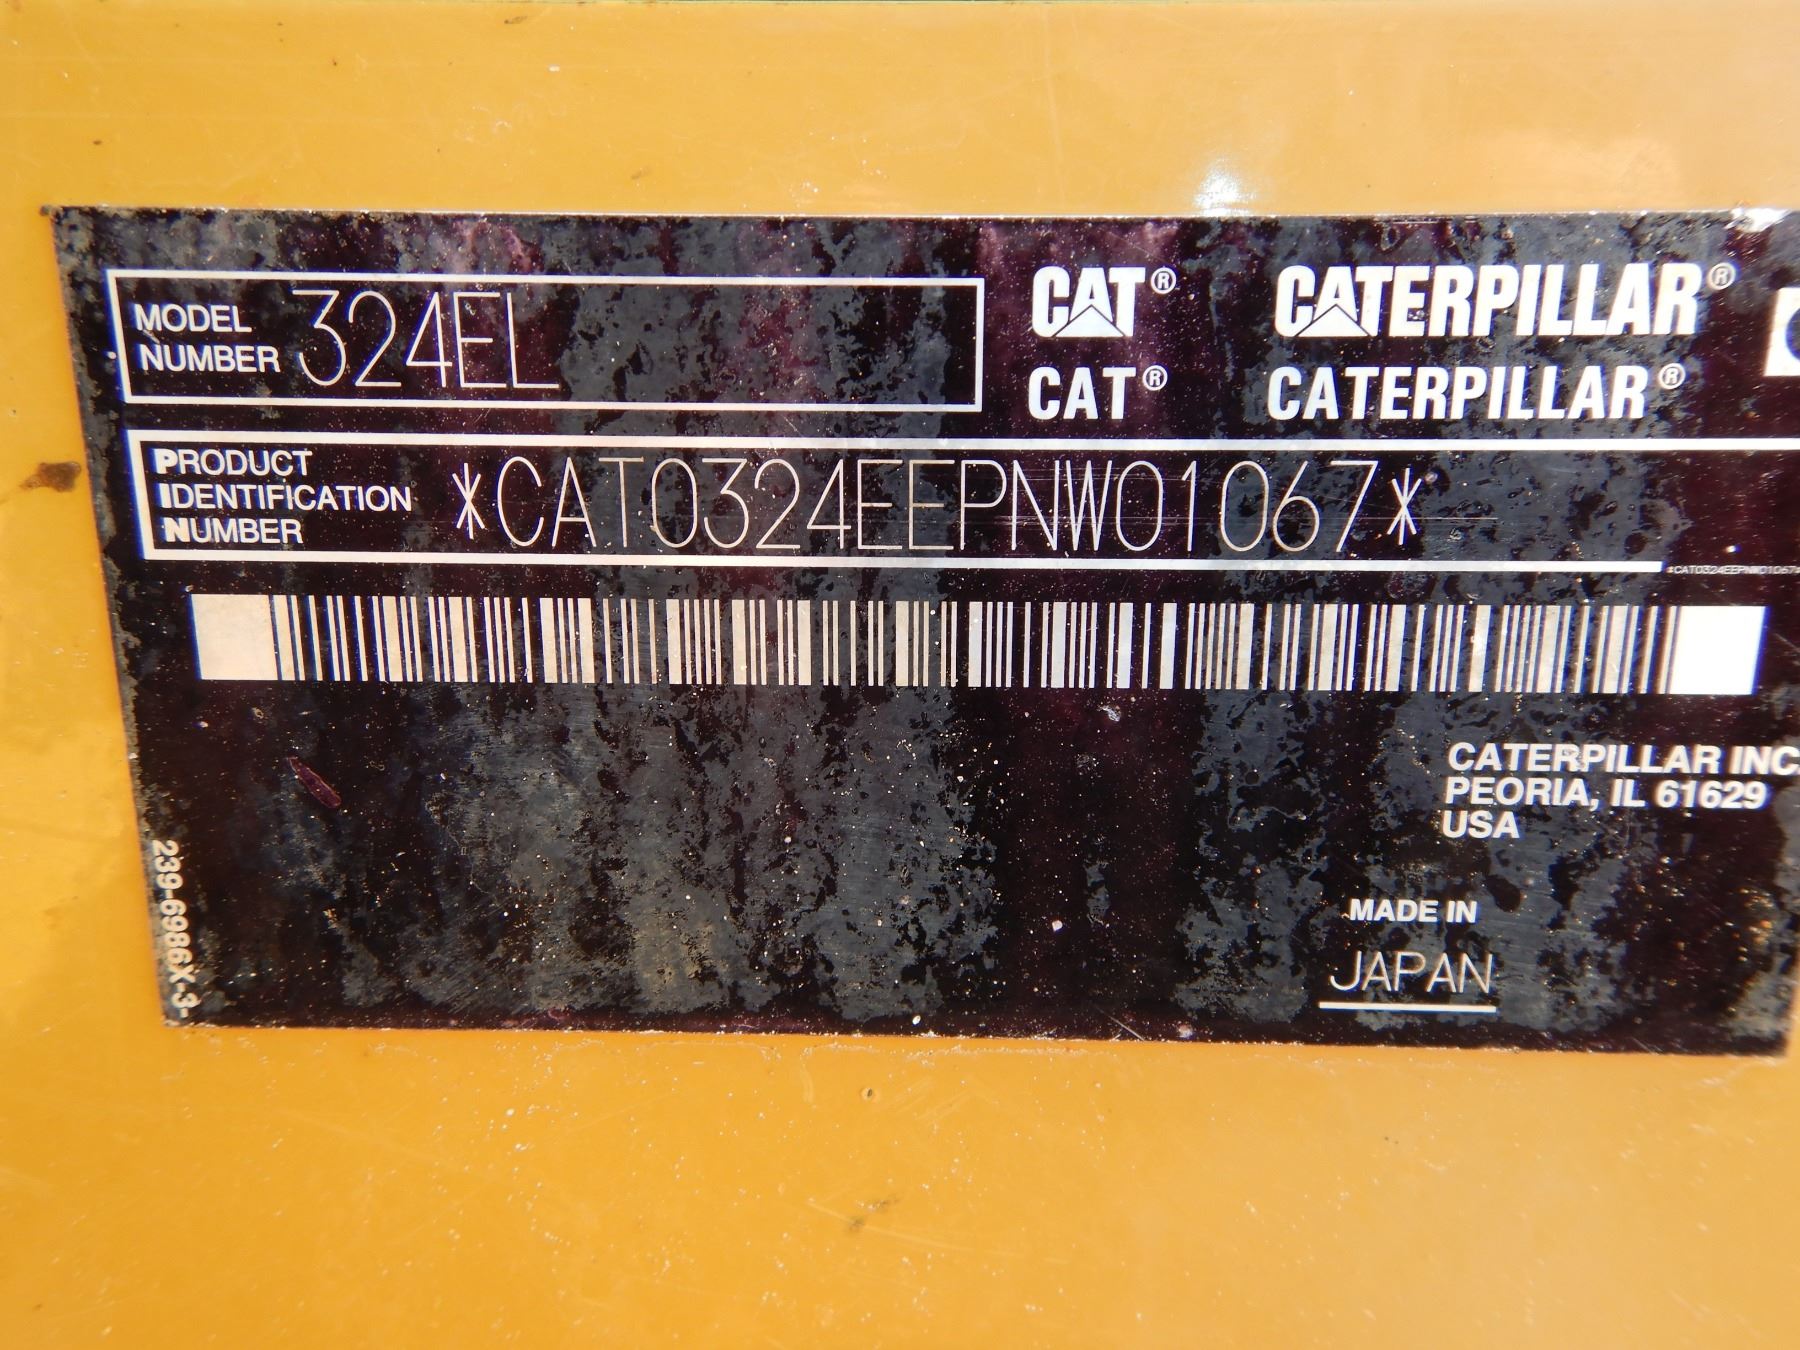 MODEL
NUMBER 324EL
CAT® CATERPILLAR®
CAT® CATERPILLAR®
PRODUCT
IDENTIFICATION
NUMBER *CAT0324EEPNW01067*
*CAT0324EEPNW01067*
CATERPILLAR INC.
PEORIA, IL 61629
USA
MADE IN
JAPAN
239-6986X-3-